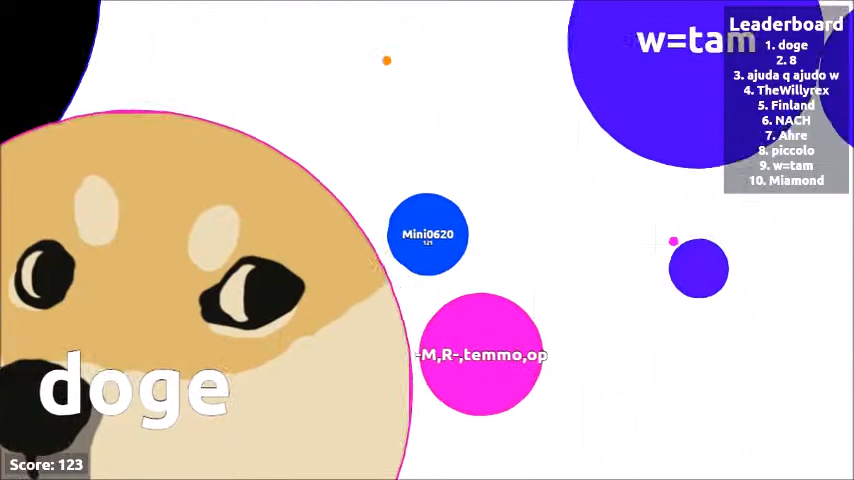 w=tam
Leaderboard
1. doge
2. 8
3. ajuda q ajudo w
4. TheWillyrex
5. Finland
6. NACH
7. Ahre
8. piccolo
9. w=tam
10. Miamond
Mini0620
121
-M,R-,temmo,op
doge
Score: 123